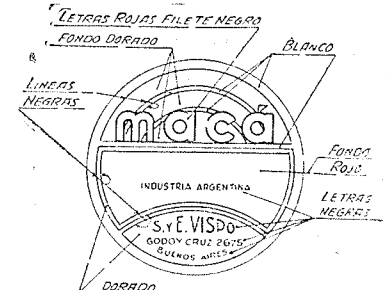 LETRAS ROJAS FILETE NEGRO
FONDO DORADO
BLANCO
LINEAS
NEGRAS
macá
FONDO
ROJO
INDUSTRIA ARGENTINA
LETRAS
NEGRAS
S. Y E. VISPO
GODOY CRUZ 2675
BUENOS AIRES
DORADO